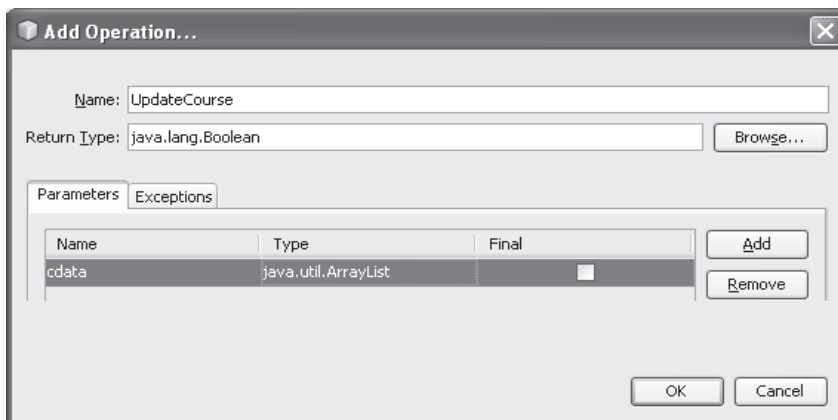 Add Operation...
Name: UpdateCourse
Return Type: java.lang.Boolean Browse...
Parameters Exceptions
Name Type Final Add
cdata java.util.ArrayList Remove
OK Cancel